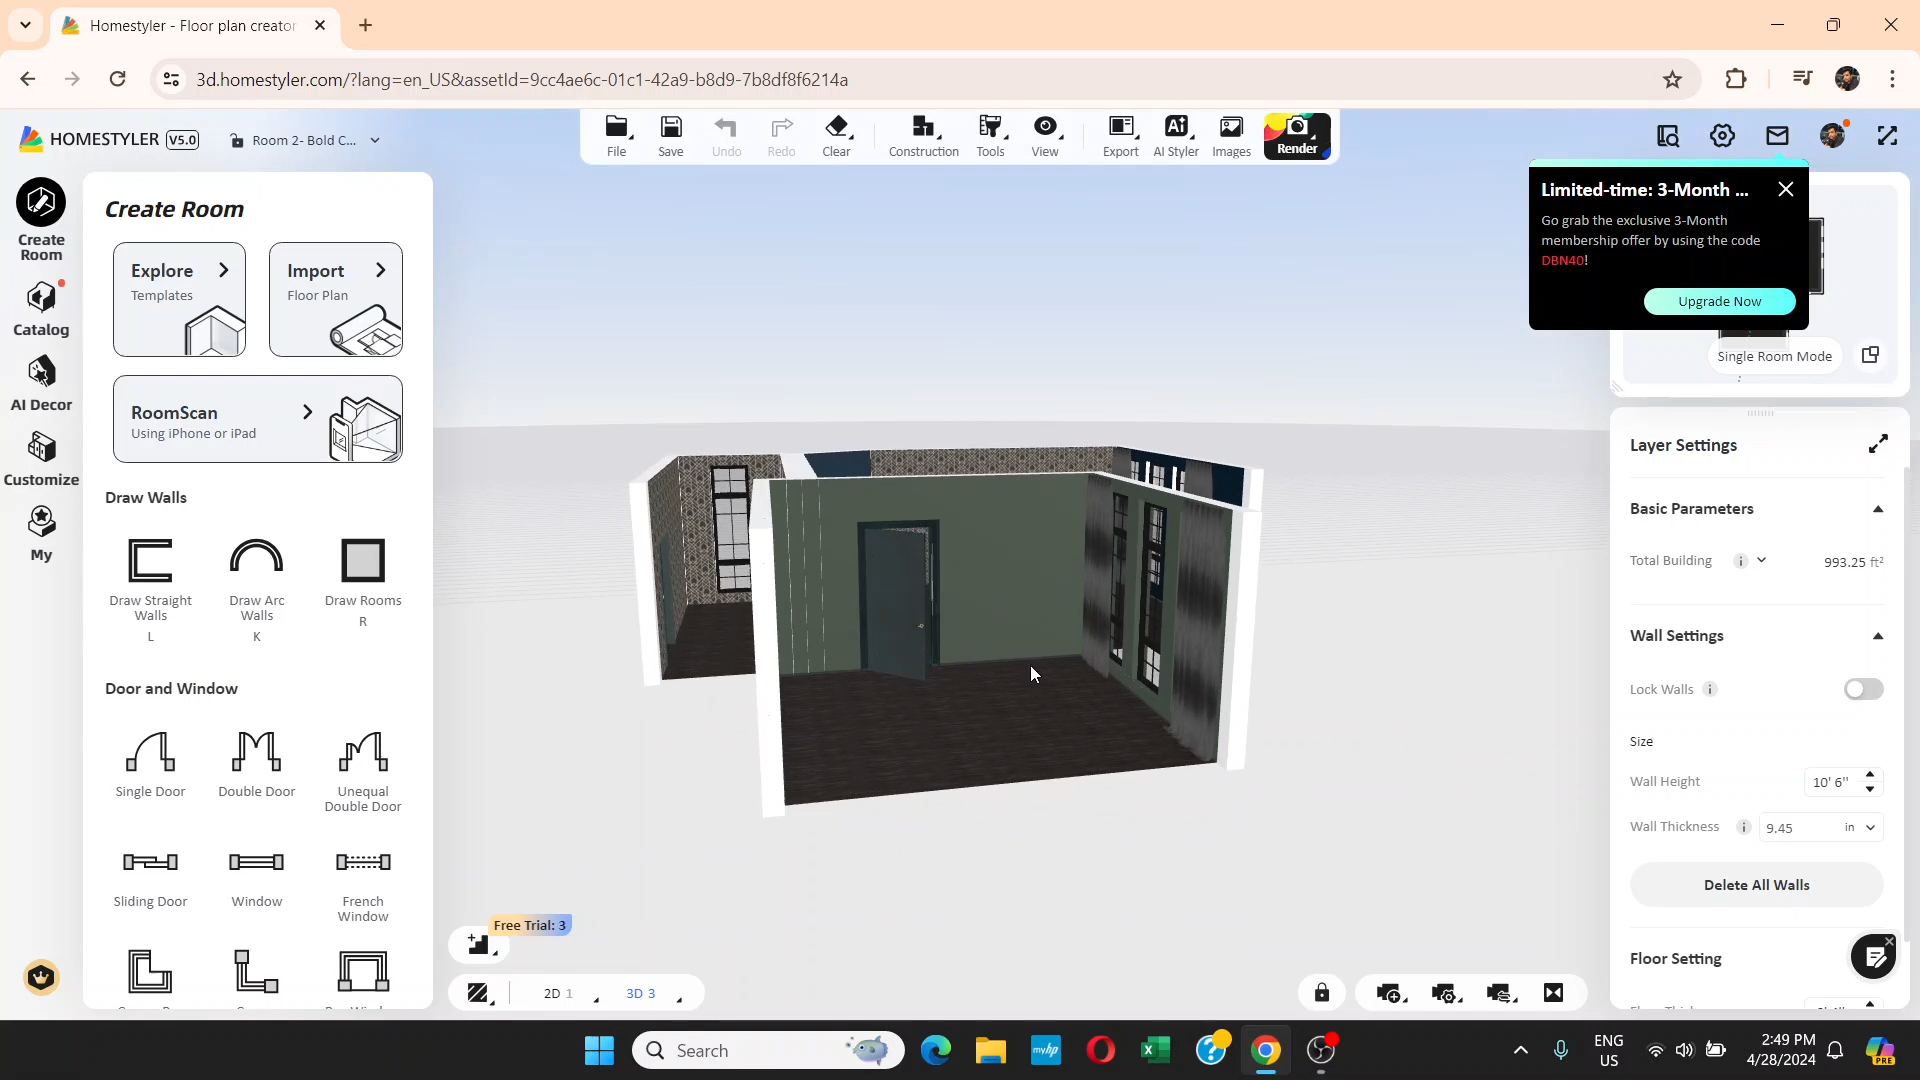 Homestyler - Floor plan creator
3d.homestyler.com/?lang=en_US&assetId=9cc4ae6c-01c1-42a9-b8d9-7b8df8f6214a
HOMESTYLER V5.0
Room 2- Bold C...
File
Save
Undo
Redo
Clear
Construction
Tools
View
Export
AI Styler
Images
Render
Create Room
Catalog
AI Decor
Customize
My
Create Room
Explore
Templates
Import
Floor Plan
RoomScan
Using iPhone or iPad
Draw Walls
Draw Straight
Walls
L
Draw Arc
Walls
K
Draw Rooms
R
Door and Window
Single Door
Double Door
Unequal
Double Door
Sliding Door
Window
French
Window
Free Trial: 3
2D 1
3D 3
Limited-time: 3-Month ...
Go grab the exclusive 3-Month
membership offer by using the code
DBN40!
Upgrade Now
Single Room Mode
Layer Settings
Basic Parameters
Total Building
993.25 ft²
Wall Settings
Lock Walls
Size
Wall Height
10' 6"
Wall Thickness
9.45
in
Delete All Walls
Floor Setting
Search
myhp
ENG
US
2:49 PM
4/28/2024
PRE